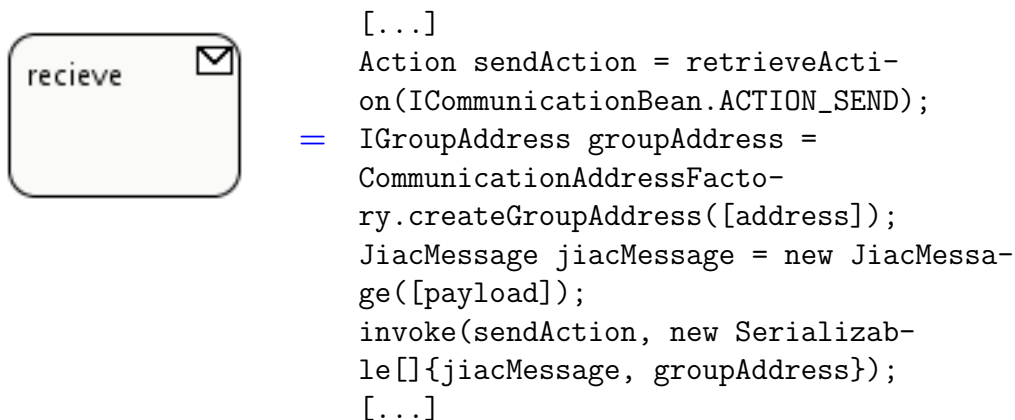 recieve
=
[...]
Action sendAction = retrieveActi-
on(ICommunicationBean.ACTION_SEND);
IGroupAddress groupAddress =
CommunicationAddressFacto-
ry.createGroupAddress([address]);
JiacMessage jiacMessage = new JiacMessa-
ge([payload]);
invoke(sendAction, new Serializab-
le[]{jiacMessage, groupAddress});
[...]